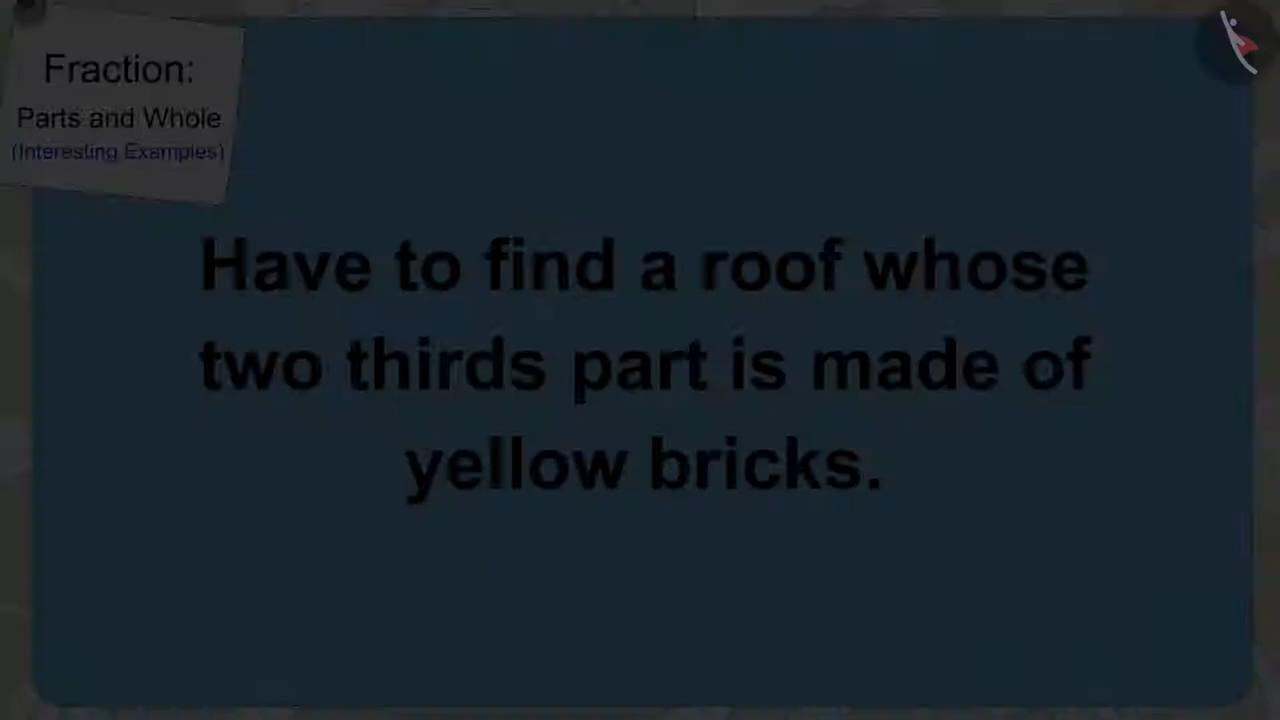 Fraction:
Parts and Whole
(Interesting Examples)
Have to find a roof whose
two thirds part is made of
yellow bricks.